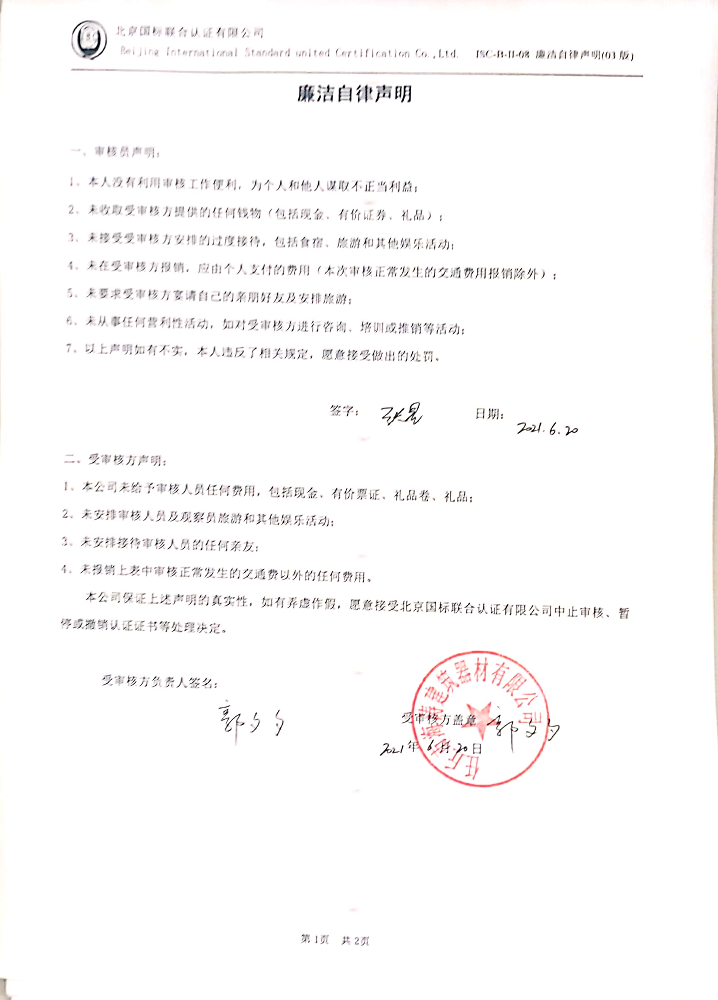 北京国标联合认证有限公司
Beijing International Standard united Certification Co.,Ltd. ISC-B-II-08 廉洁自律声明(03版)
廉洁自律声明
一、审核员声明:
1、本人没有利用审核工作便利，为个人和他人谋取不正当利益;
2、未收取受审核方提供的任何钱物（包括现金、有价证券、礼品）;
3、未接受受审核方安排的过度接待，包括食宿、旅游和其他娱乐活动;
4、未在受审核方报销，应由个人支付的费用（本次审核正常发生的交通费用报销除外）;
5、未要求受审核方宴请自己的亲朋好友及安排旅游;
6、未从事任何营利性活动，如对受审核方进行咨询、培训或推销等活动;
7、以上声明如有不实，本人违反了相关规定，愿意接受做出的处罚。
签字: 日期:
2021.6.20
二、受审核方声明:
1、本公司未给予审核人员任何费用，包括现金、有价票证、礼品卷、礼品;
2、未安排审核人员及观察员旅游和其他娱乐活动;
3、未安排接待审核人员的任何亲友;
4、未报销上表中审核正常发生的交通费以外的任何费用。
本公司保证上述声明的真实性，如有弄虚作假，愿意接受北京国标联合认证有限公司中止审核、暂
停或撤销认证证书等处理决定。
受审核方负责人签名:
郭夕夕
建筑器材有限公司
受审核方盖章 郭夕夕
2021年6月20日
第1页 共2页